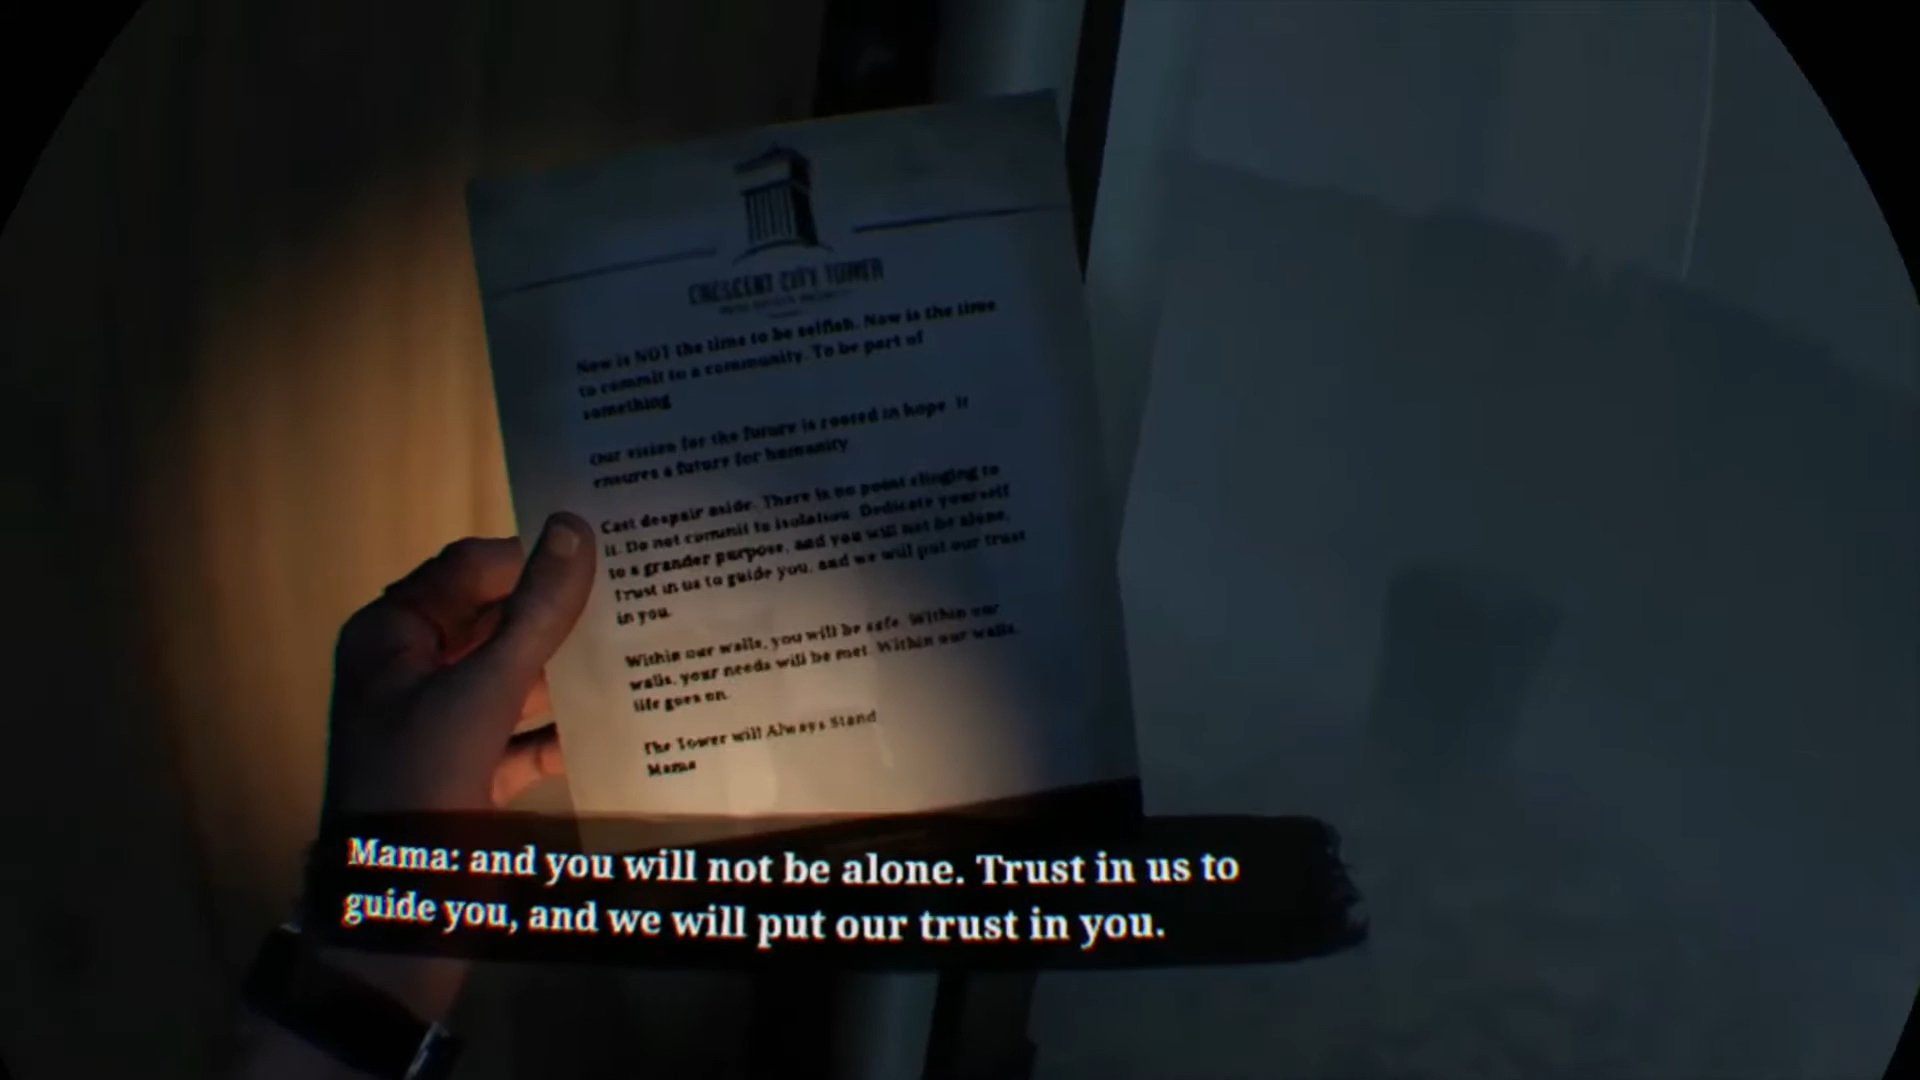 CRESCENT CITY TOWER
Now is NOT the time to be selfish. Now is the time
to commit to a community. To be part of
something
Our vision for the future is rooted in hope. It
ensures a future for humanity
Cast despair aside. There is no point clinging to
it. Do not commit to isolation. Dedicate yourself
to a grander purpose, and you will not be alone.
Trust in us to guide you, and we will put our trust
in you.
Within our walls, you will be safe. Within our
walls, your needs will be met. Within our walls,
life goes on.
The Tower will Always Stand
Mama
Mama: and you will not be alone. Trust in us to
guide you, and we will put our trust in you.